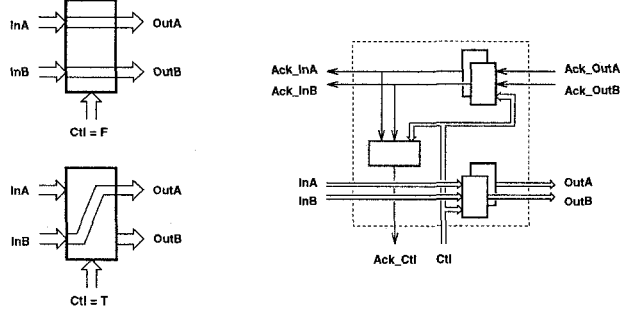 InA OutA
InB OutB
Ctl = F
InA OutA
InB OutB
Ctl = T
Ack_InA Ack_OutA
Ack_InB Ack_OutB
InA OutA
InB OutB
Ack_Ctl Ctl